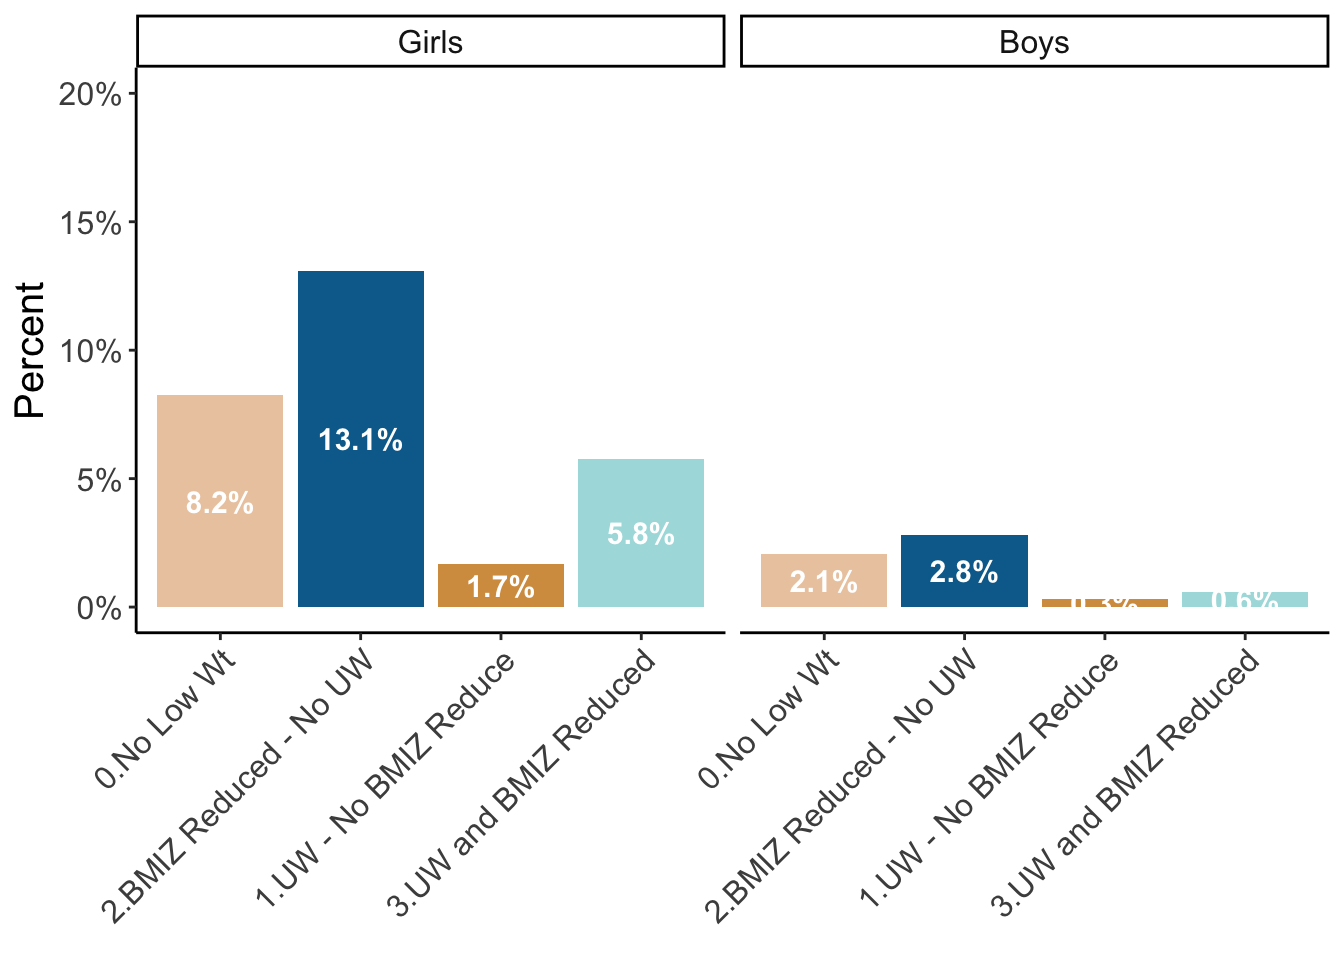 Girls
Boys
Percent
20%
15%
10%
5%
0%
8.2%
13.1%
1.7%
5.8%
2.1%
2.8%
0.3%
0.6%
0.No Low Wt
2.BMIZ Reduced - No UW
1.UW - No BMIZ Reduce
3.UW and BMIZ Reduced
0.No Low Wt
2.BMIZ Reduced - No UW
1.UW - No BMIZ Reduce
3.UW and BMIZ Reduced